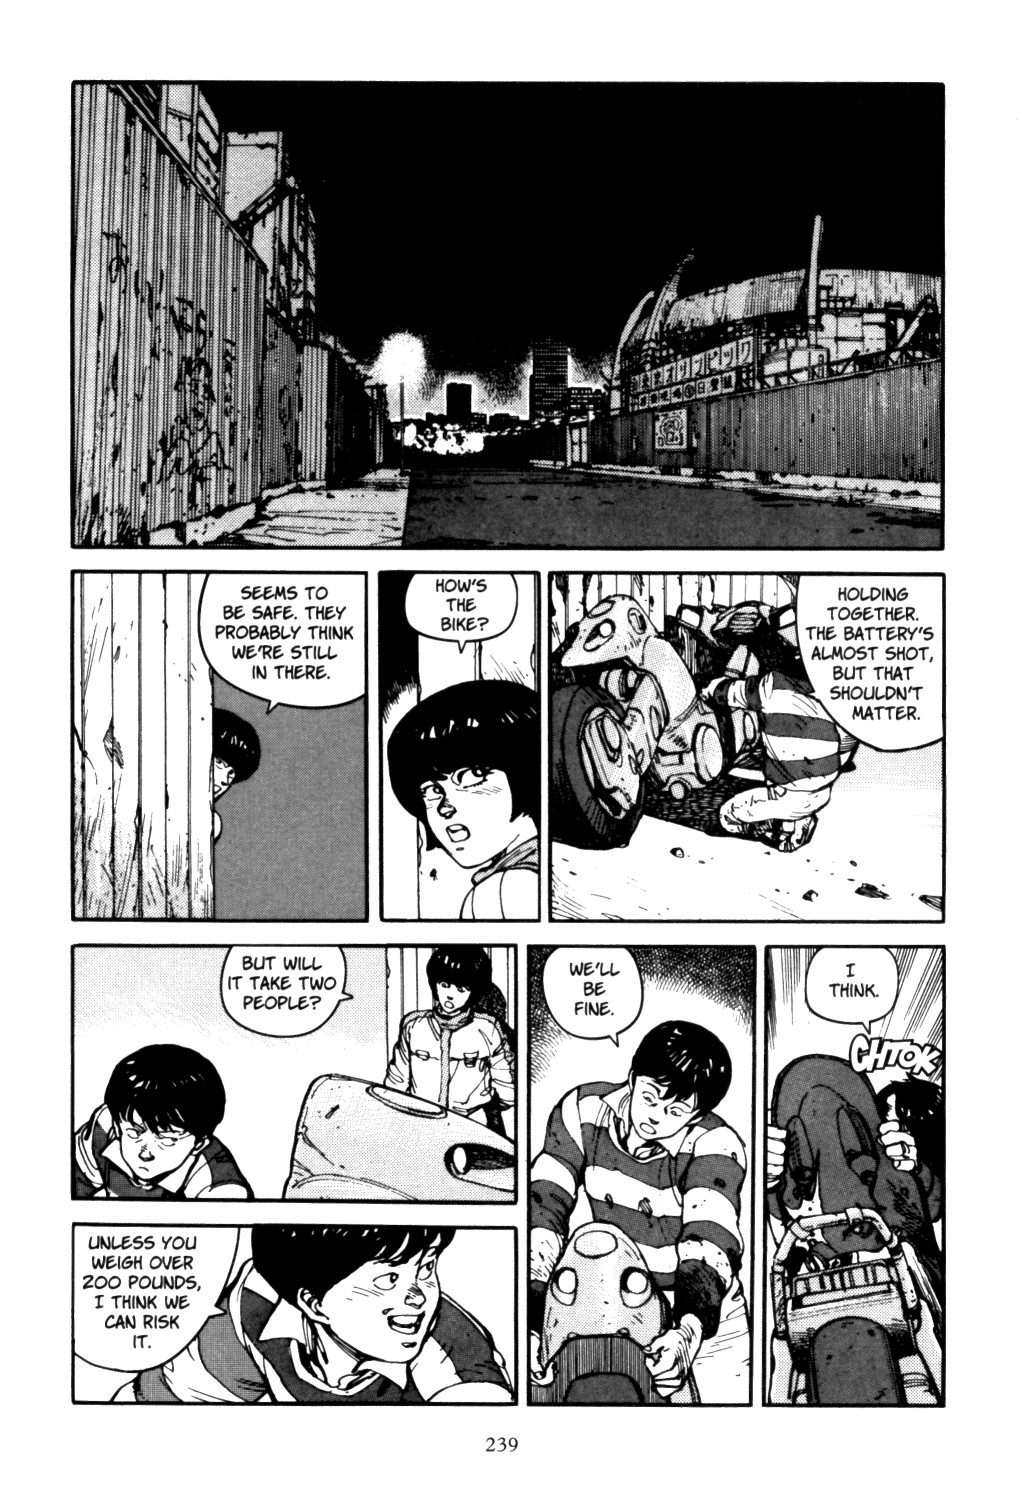 SEEMS TO
BE SAFE. THEY
PROBABLY THINK
WE'RE STILL
IN THERE.
HOW'S
THE
BIKE?
HOLDING
TOGETHER.
THE BATTERY'S
ALMOST SHOT,
BUT THAT
SHOULDN'T
MATTER.
BUT WILL
IT TAKE TWO
PEOPLE?
UNLESS YOU
WEIGH OVER
200 POUNDS,
I THINK WE
CAN RISK
IT.
WE'LL
BE
FINE.
I
THINK.
CHTOK
239